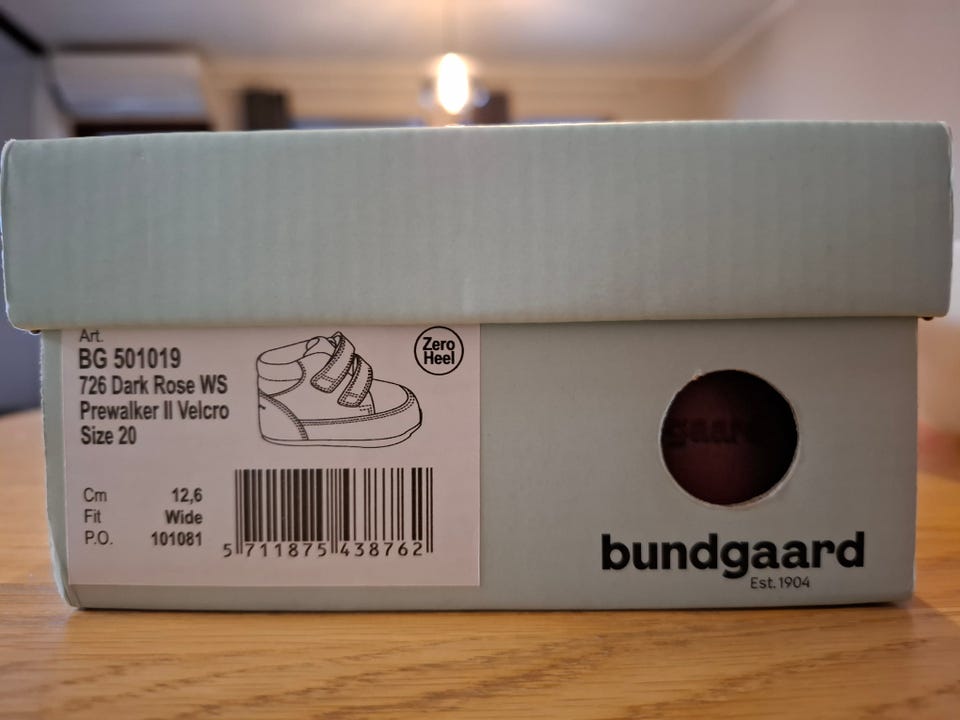 Art.
BG 501019
726 Dark Rose WS
Prewalker II Velcro
Size 20
Zero
Heel
Cm 12,6
Fit Wide
P.O. 101081
5 711875 438762
gaar
bundgaard
Est. 1904